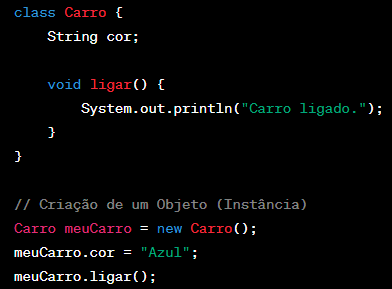 class Carro {
String cor;
void ligar() {
System.out.println("Carro ligado.");
}
}
// Criação de um Objeto (Instância)
Carro meuCarro = new Carro();
meuCarro.cor = "Azul";
meuCarro.ligar();